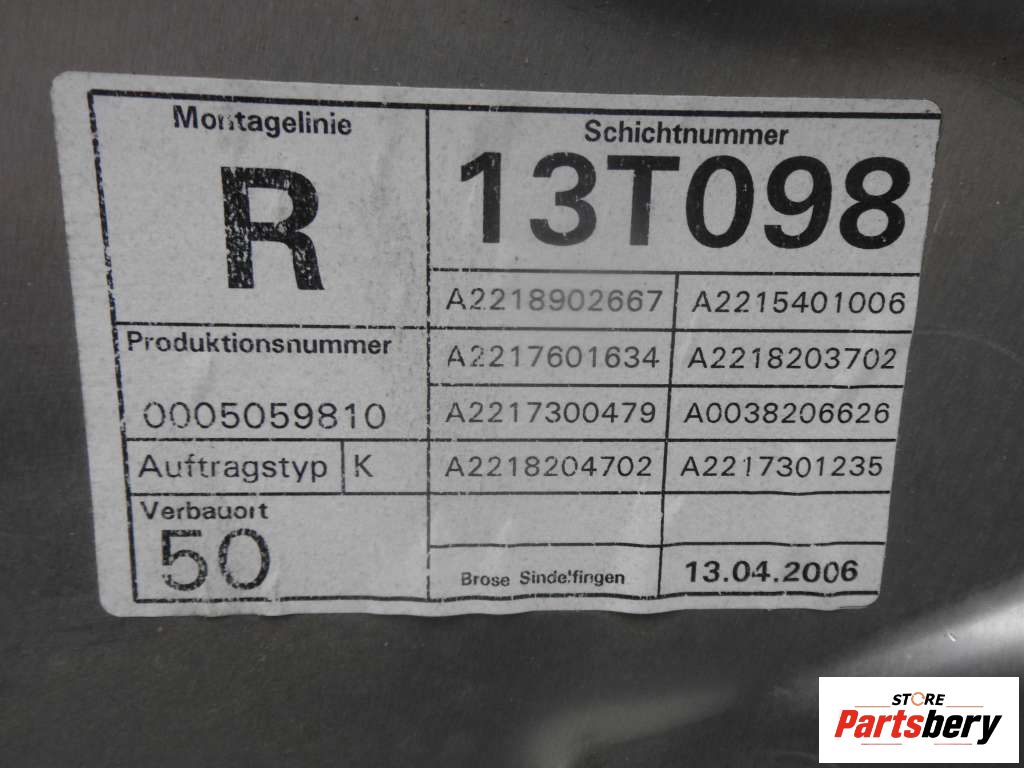 Montagelinie
R
Schichtnummer
13T098
A2218902667 A2215401006
Produktionsnummer
A2217601634 A2218203702
0005059810
A2217300479 A0038206626
Auftragstyp K
A2218204702 A2217301235
Verbauort
50
Brose Sindelfingen 13.04.2006
STORE
Partsbery